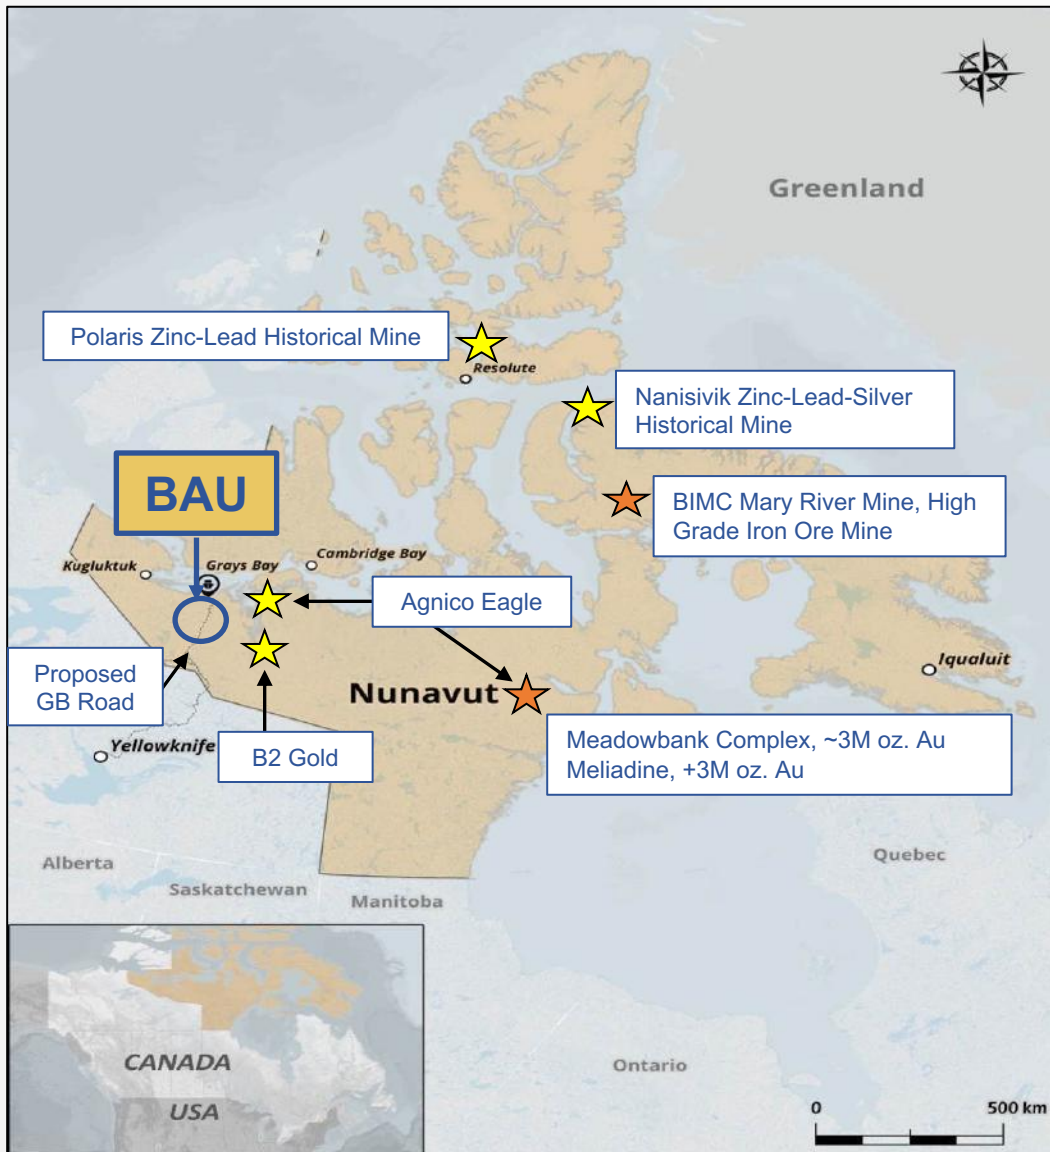 Greenland
Polaris Zinc-Lead Historical Mine
Resolute
Nanisivik Zinc-Lead-Silver
Historical Mine
BAU
BIMC Mary River Mine, High
Grade Iron Ore Mine
Cambridge Bay
Kugluktuk
Grays Bay
Agnico Eagle
Proposed
GB Road
Iqualuit
Nunavut
Yellowknife
B2 Gold
Meadowbank Complex, ~3M oz. Au
Meliadine, +3M oz. Au
Alberta
Quebec
Saskatchewan
Manitoba
CANADA
Ontario
USA
0 500 km